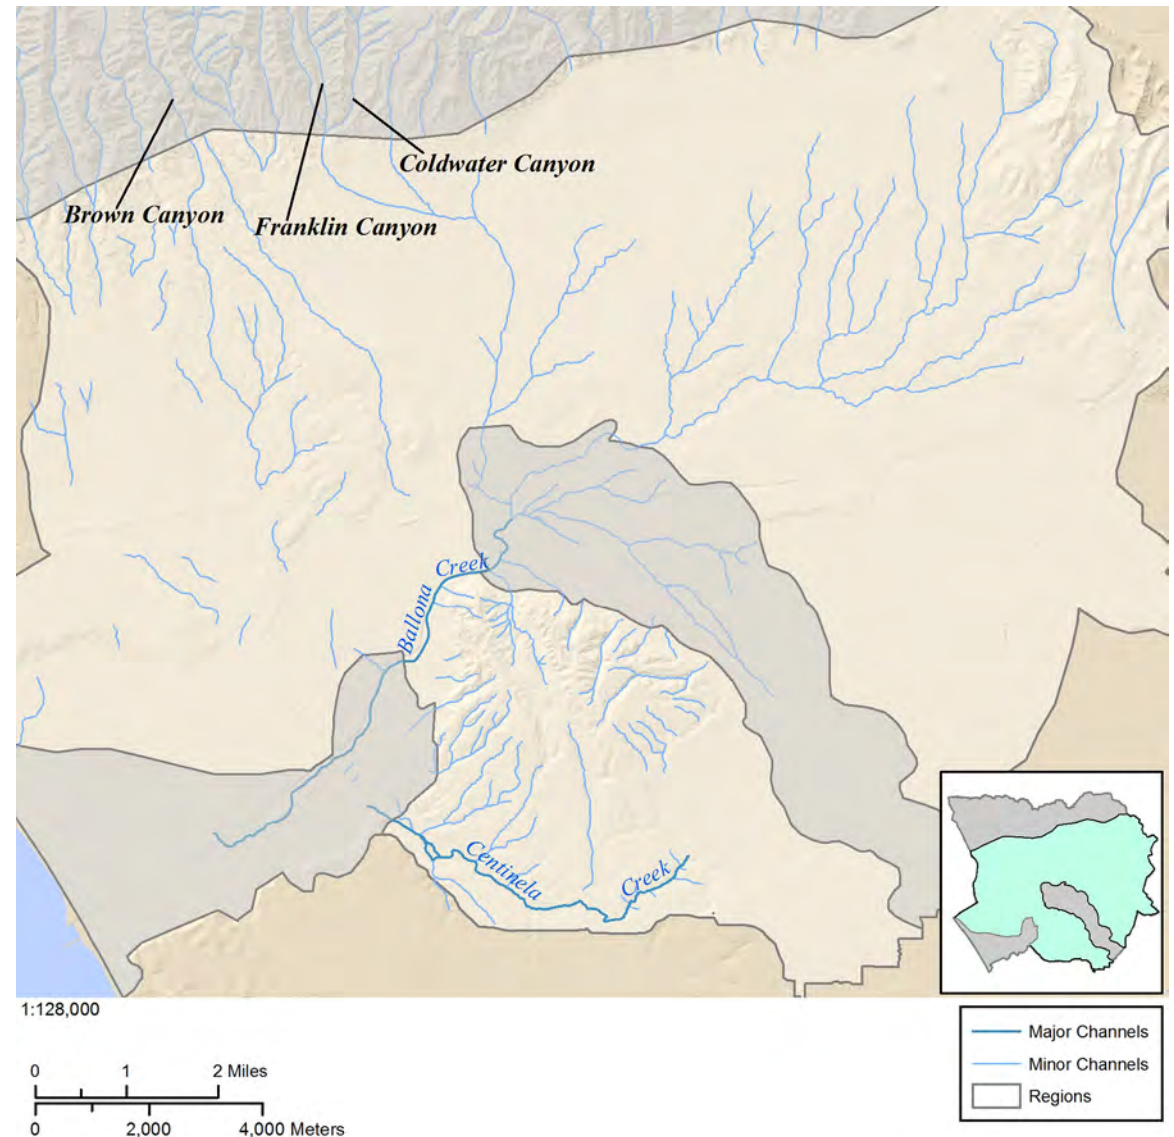 Coldwater Canyon
Brown Canyon
Franklin Canyon
Ballona Creek
Centinela Creek
1:128,000
0 1 2 Miles
0 2,000 4,000 Meters
Major Channels
Minor Channels
Regions